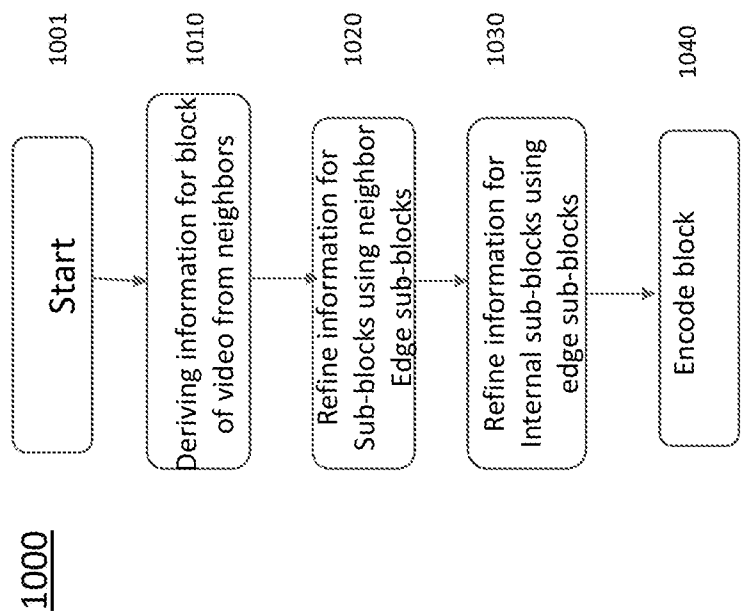 1000
Start
1001
Deriving information for block
of video from neighbors
1010
Refine information for
Sub-blocks using neighbor
Edge sub-blocks
1020
Refine information for
Internal sub-blocks using
edge sub-blocks
1030
Encode block
1040